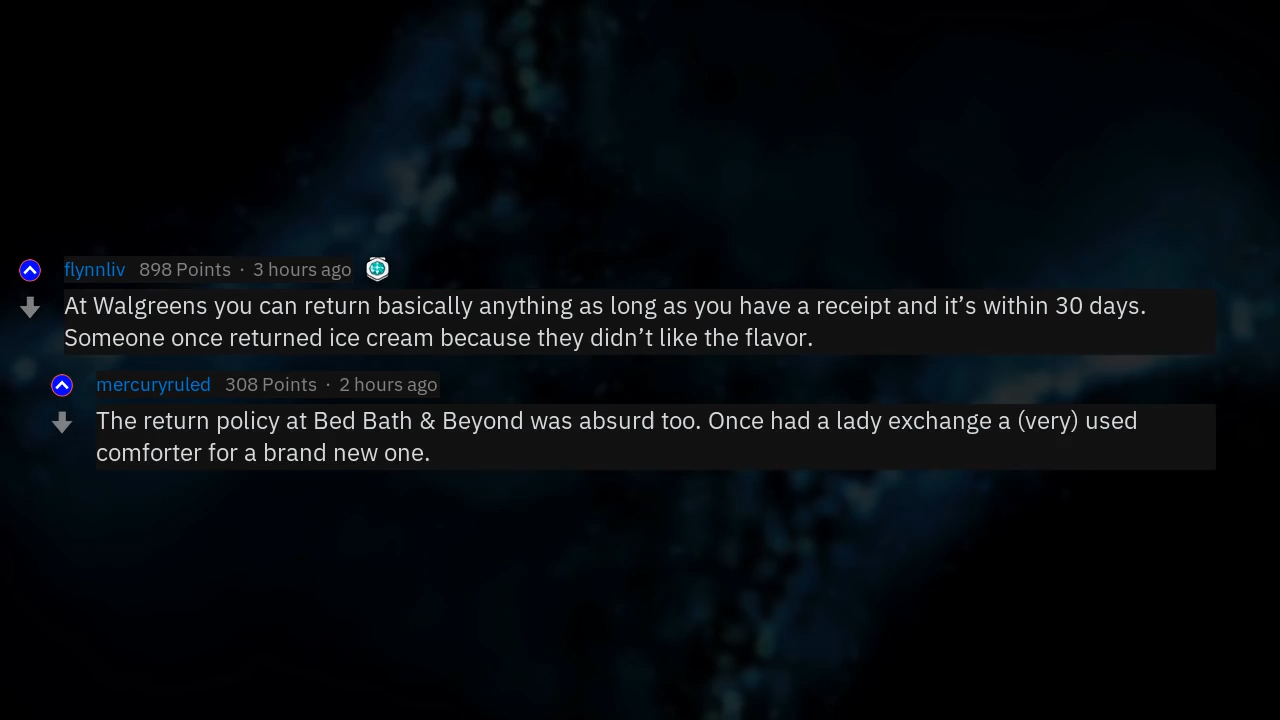 flynnliv 898 Points · 3 hours ago
At Walgreens you can return basically anything as long as you have a receipt and it’s within 30 days.
Someone once returned ice cream because they didn’t like the flavor.
mercuryruled 308 Points · 2 hours ago
The return policy at Bed Bath & Beyond was absurd too. Once had a lady exchange a (very) used
comforter for a brand new one.